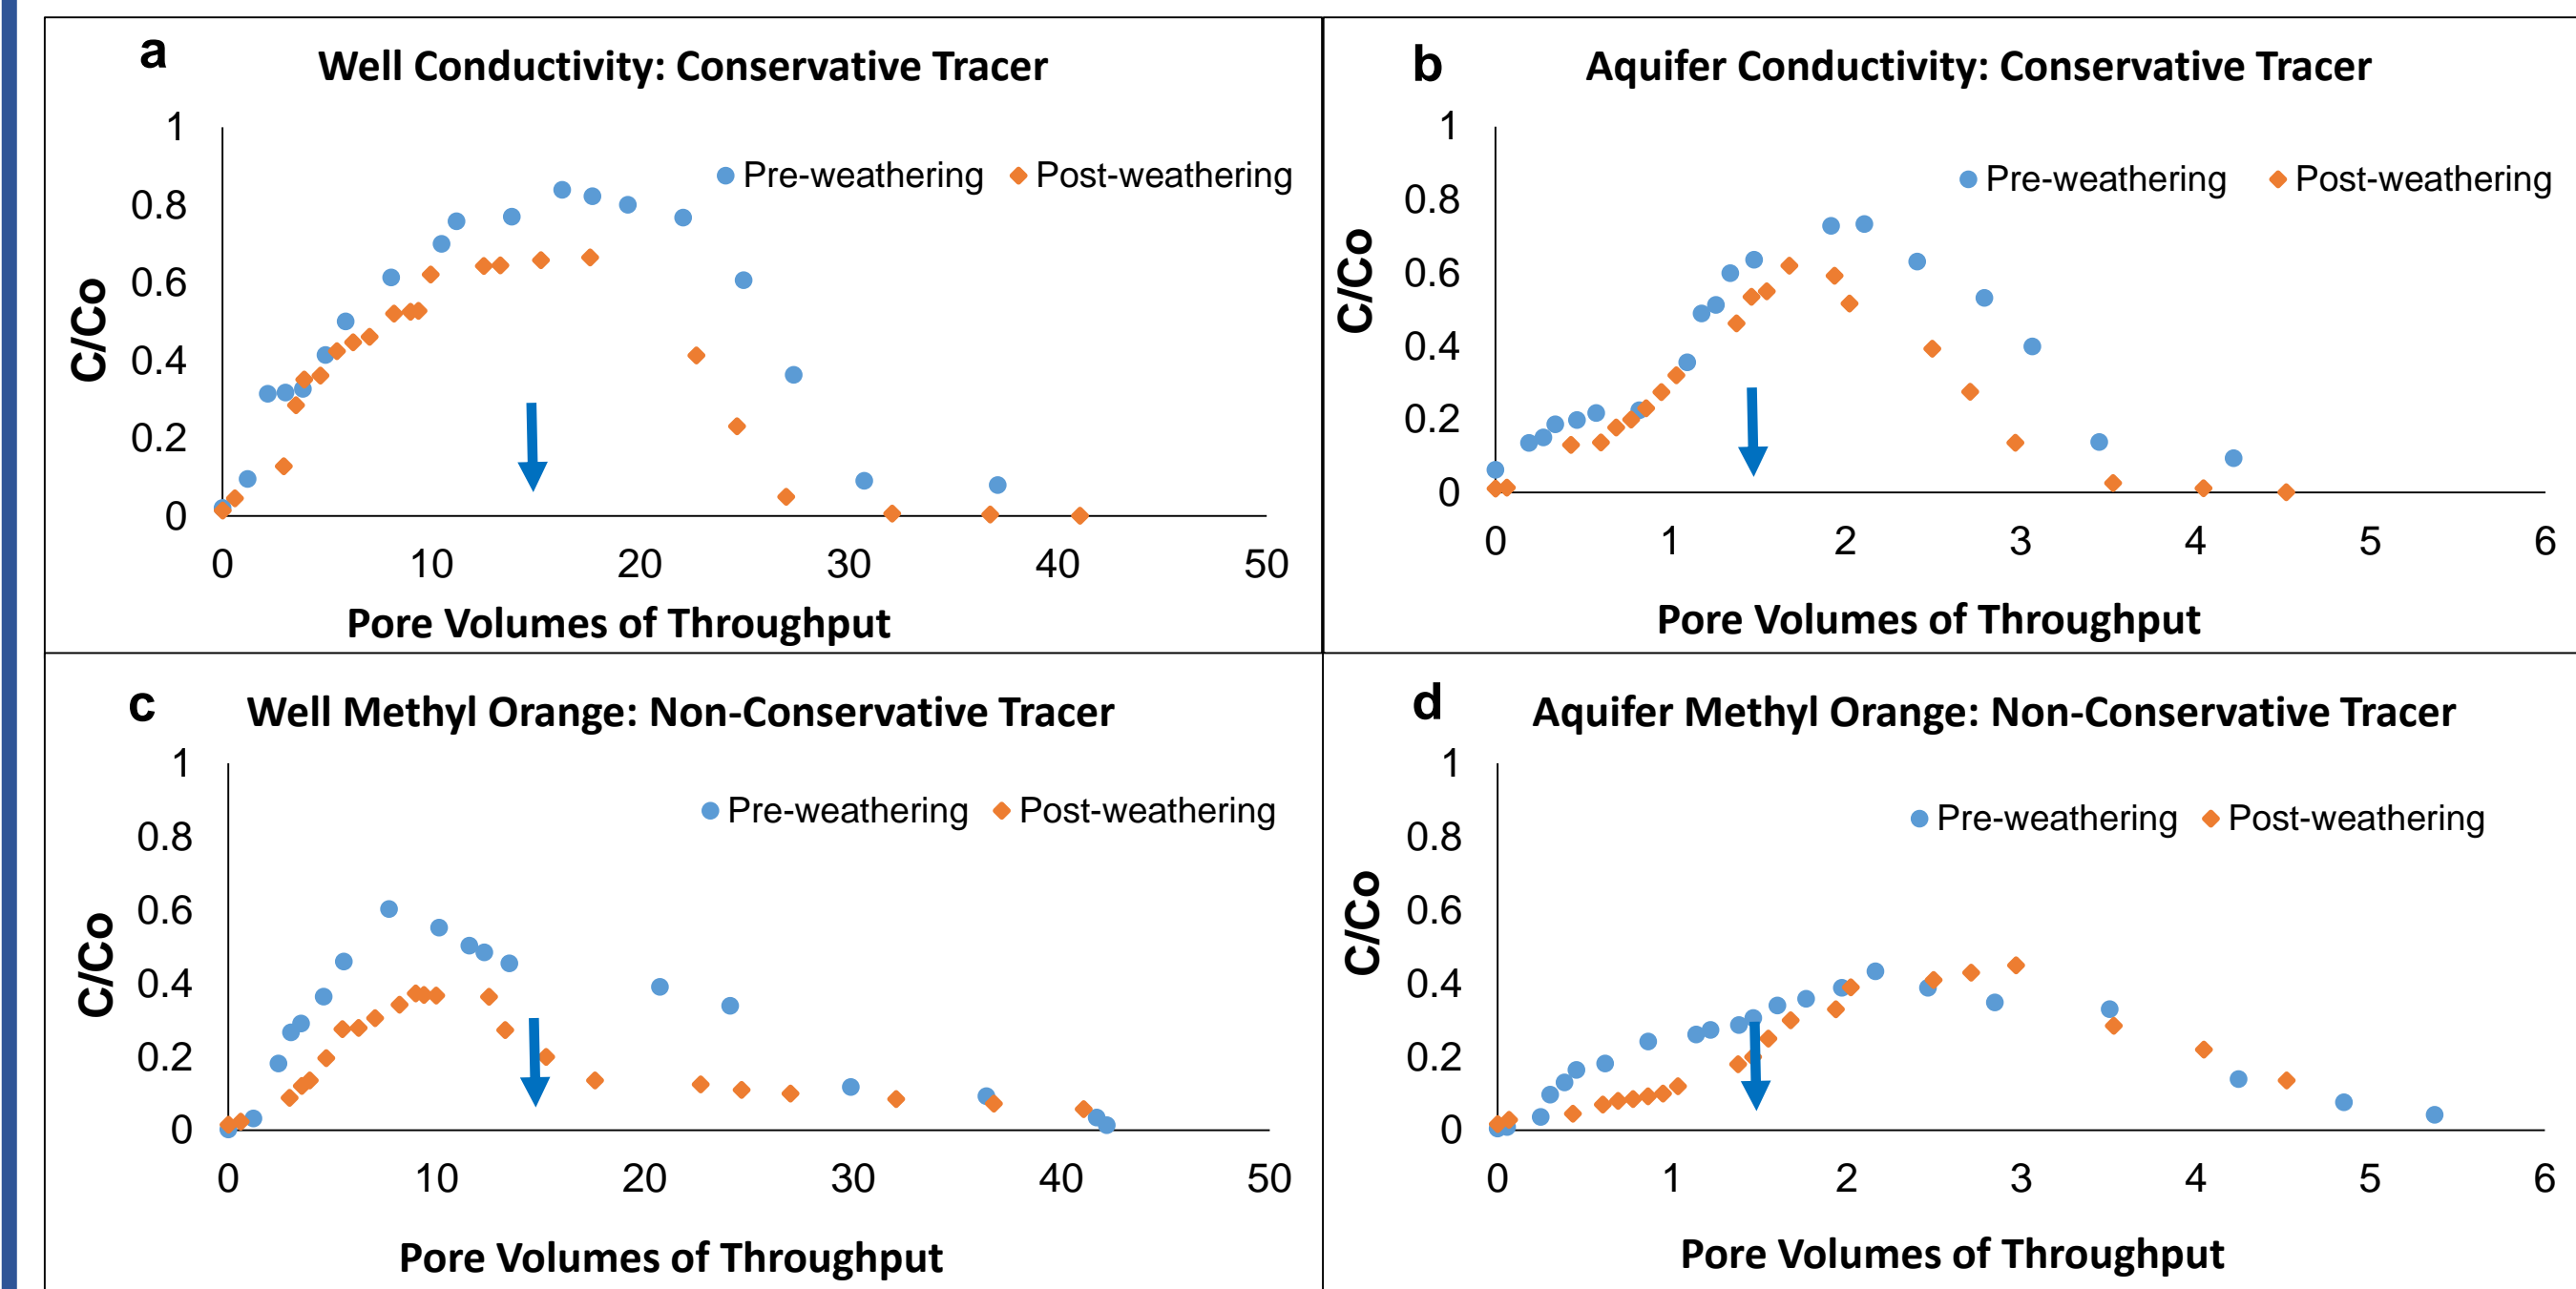 a
Well Conductivity: Conservative Tracer
1
0.8
0.6
0.4
0.2
0
C/Co
Pre-weathering Post-weathering
0 10 20 30 40 50
Pore Volumes of Throughput
b
Aquifer Conductivity: Conservative Tracer
1
0.8
0.6
0.4
0.2
0
C/Co
Pre-weathering Post-weathering
0 1 2 3 4 5 6
Pore Volumes of Throughput
c
Well Methyl Orange: Non-Conservative Tracer
1
0.8
0.6
0.4
0.2
0
C/Co
Pre-weathering Post-weathering
0 10 20 30 40 50
Pore Volumes of Throughput
d
Aquifer Methyl Orange: Non-Conservative Tracer
1
0.8
0.6
0.4
0.2
0
C/Co
Pre-weathering Post-weathering
0 1 2 3 4 5 6
Pore Volumes of Throughput